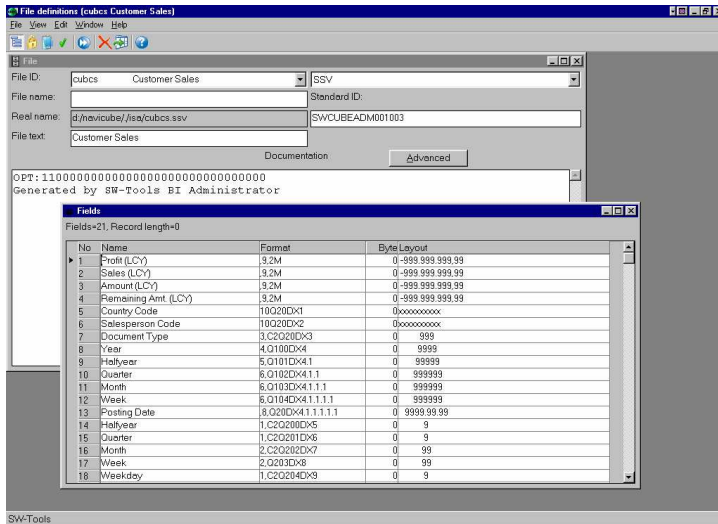 File definitions (cubcs Customer Sales)
File View Edit Window Help
File
File ID: cubcs Customer Sales SSV
File name: Standard ID:
Real name: d:/navicube/./isa/cubcs.ssv SWCUBEADM001003
File text: Customer Sales
Documentation Advanced
Generated by SW-Tools BI Administrator
Fields
Fields=21, Record length=0
No Name Format Byte Layout
1 Profit (LCY) ,9,2M 0 -999.999.999,99
2 Sales (LCY) ,9,2M 0 -999.999.999,99
3 Amount (LCY) ,9,2M 0 -999.999.999,99
4 Remaining Amt. (LCY) ,9,2M 0 -999.999.999,99
5 Country Code 10Q20DX1 0 xxxxxxxxxx
6 Salesperson Code 10Q20DX2 0 xxxxxxxxxx
7 Document Type 3,C2Q20DX3 0 999
8 Year 4,Q100DX4 0 9999
9 Halfyear 5,Q101DX4.1 0 99999
10 Quarter 6,Q102DX4.1.1 0 999999
11 Month 6,Q103DX4.1.1.1 0 999999
12 Week 6,Q104DX4.1.1.1 0 999999
13 Posting Date ,8,Q20DX4.1.1.1.1.1 0 9999.99.99
14 Halfyear 1,C2Q200DX5 0 9
15 Quarter 1,C2Q201DX6 0 9
16 Month 2,C2Q202DX7 0 99
17 Week 2,Q203DX8 0 99
18 Weekday 1,C2Q204DX9 0 9
SW-Tools